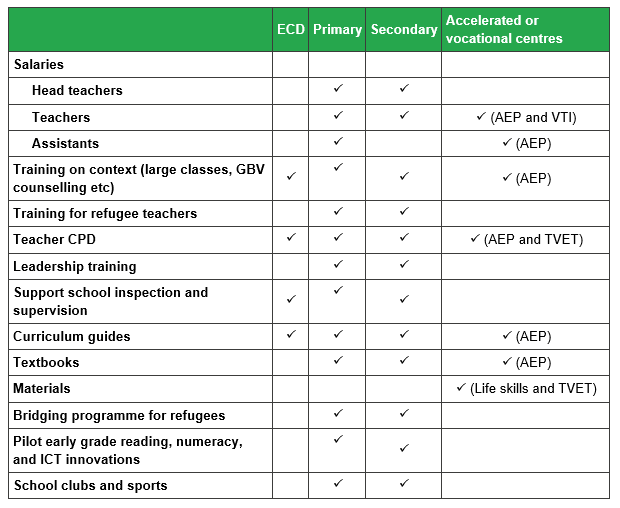 ECD Primary Secondary Accelerated or
vocational centres
Salaries
Head teachers ✓ ✓
Teachers ✓ ✓ ✓ (AEP and VTI)
Assistants ✓ ✓ (AEP)
Training on context (large classes, GBV
counselling etc) ✓ ✓ ✓ ✓ (AEP)
Training for refugee teachers ✓ ✓
Teacher CPD ✓ ✓ ✓ ✓ (AEP and TVET)
Leadership training ✓ ✓
Support school inspection and
supervision ✓ ✓ ✓
Curriculum guides ✓ ✓ ✓ ✓ (AEP)
Textbooks ✓ ✓ ✓ (AEP)
Materials ✓ (Life skills and TVET)
Bridging programme for refugees ✓ ✓
Pilot early grade reading, numeracy,
and ICT innovations ✓ ✓
School clubs and sports ✓ ✓